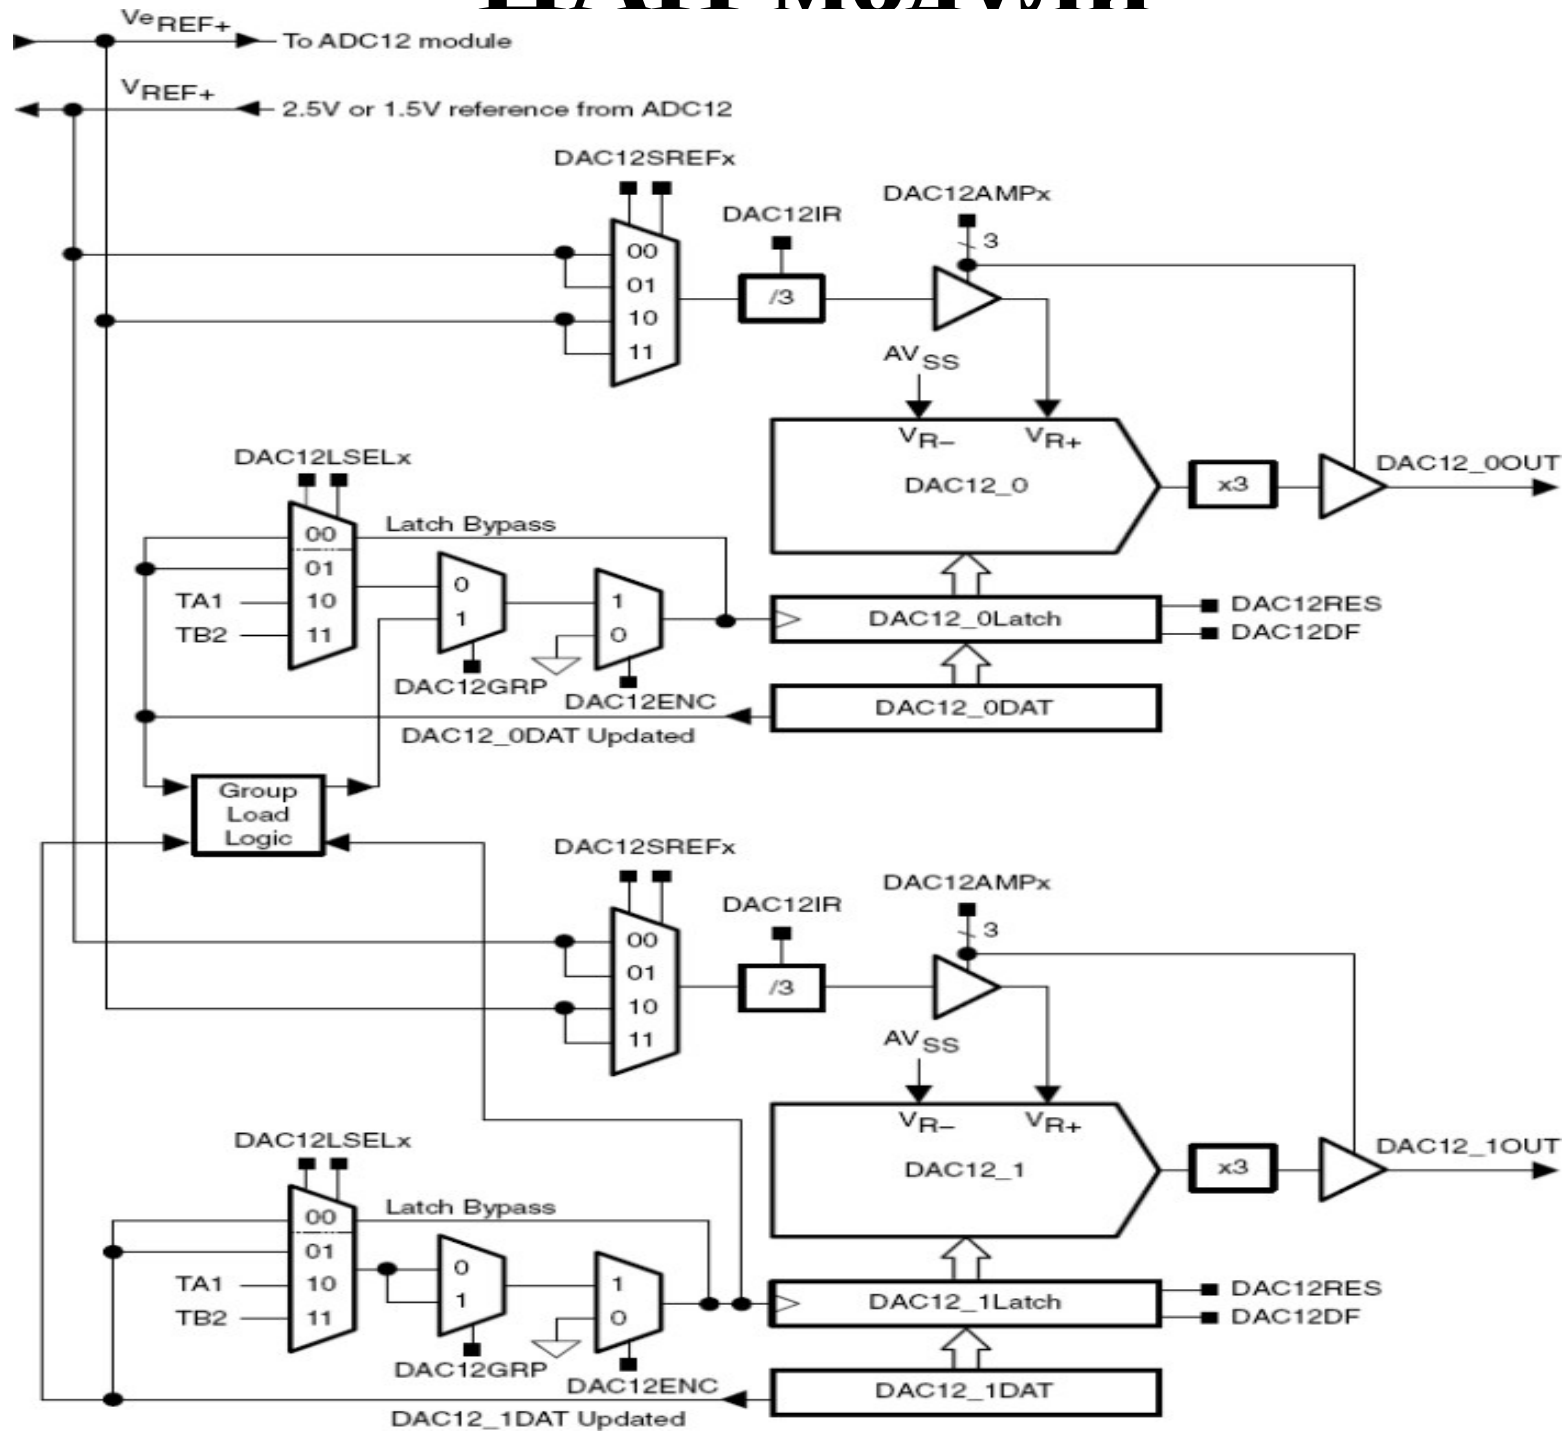 VeREF+
To ADC12 module
VREF+
2.5V or 1.5V reference from ADC12
DAC12SREFx
DAC12AMPx
DAC12IR
3
00
01
10
11
/3
AVSS
VR–
VR+
DAC12_0
x3
DAC12_0OUT
DAC12LSELx
00
01
10
11
Latch Bypass
TA1
TB2
0
1
1
0
DAC12GRP
DAC12ENC
DAC12_0Latch
DAC12RES
DAC12DF
DAC12_0DAT
DAC12_0DAT Updated
Group
Load
Logic
DAC12SREFx
DAC12AMPx
DAC12IR
3
00
01
10
11
/3
AVSS
VR–
VR+
DAC12_1
x3
DAC12_1OUT
DAC12LSELx
00
01
10
11
Latch Bypass
TA1
TB2
0
1
1
0
DAC12GRP
DAC12ENC
DAC12_1Latch
DAC12RES
DAC12DF
DAC12_1DAT
DAC12_1DAT Updated